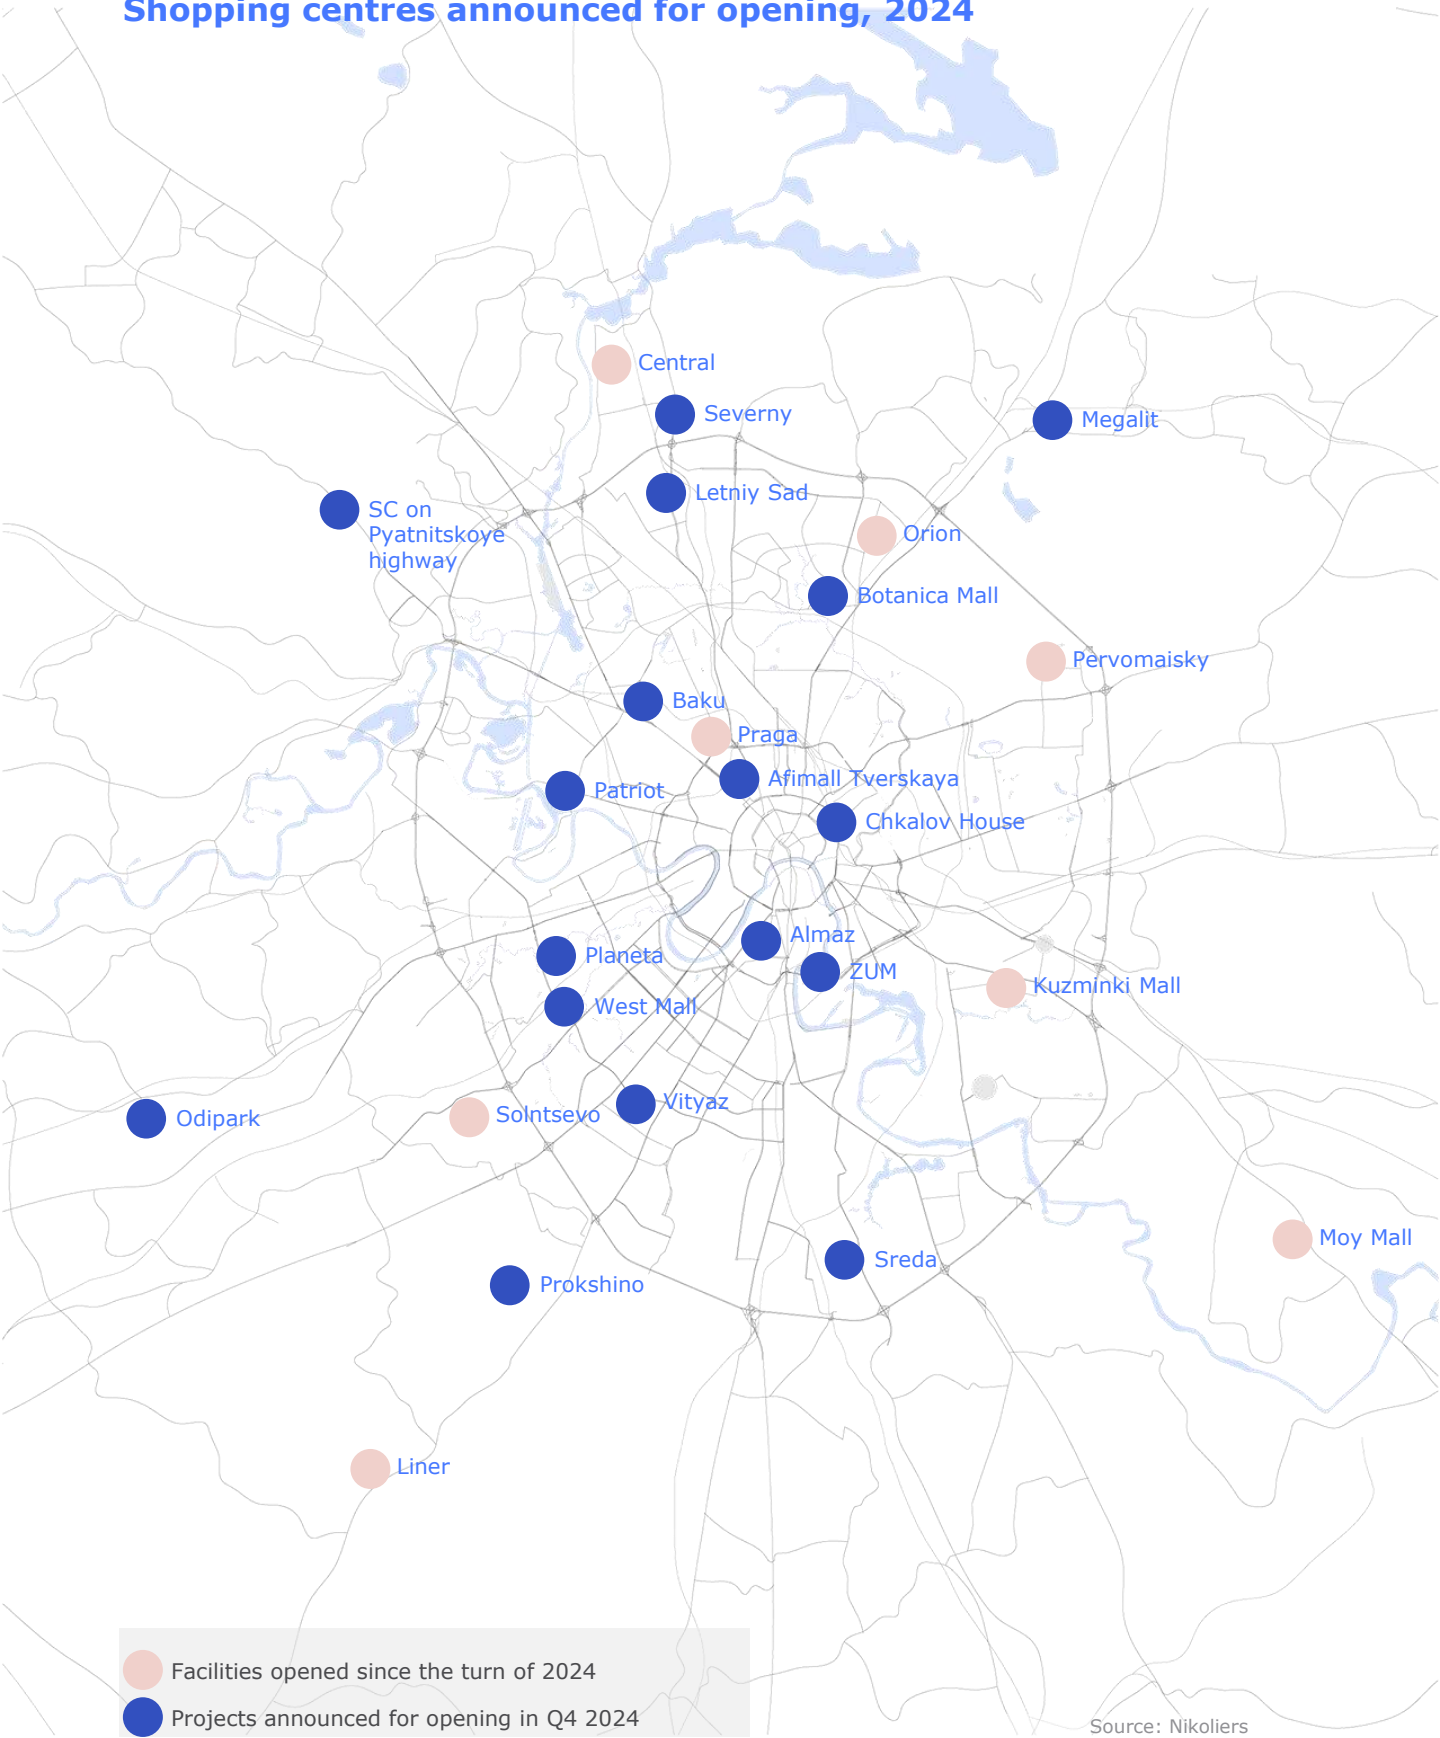 Shopping centres announced for opening, 2024
Central
Severny
Megalit
Letniy Sad
SC on
Pyatnitskoye
highway
Orion
Botanica Mall
Pervomaisky
Baku
Praga
Afimall Tverskaya
Patriot
Chkalov House
Almaz
Planeta
ZUM
Kuzminki Mall
West Mall
Vityaz
Solntsevo
Odipark
Moy Mall
Sreda
Prokshino
Liner
Facilities opened since the turn of 2024
Projects announced for opening in Q4 2024
Source: Nikoliers